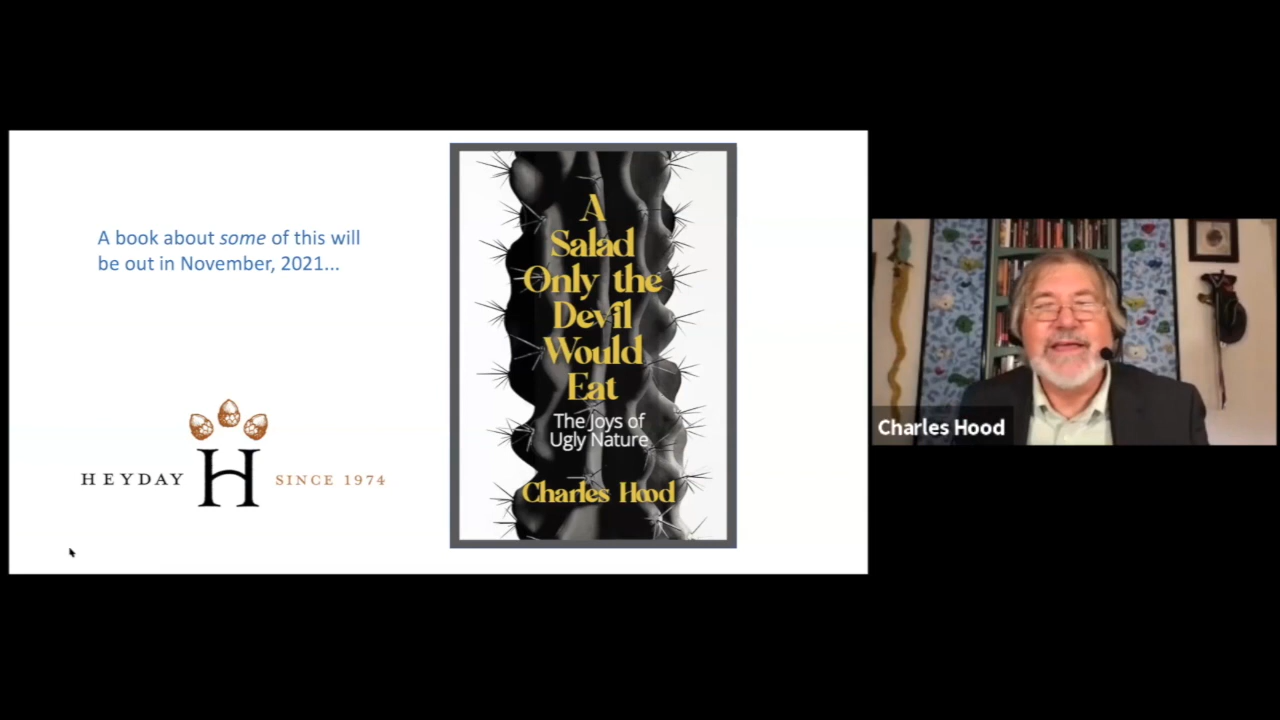 A book about some of this will
be out in November, 2021...
HEYDAY H SINCE 1974
A
Salad
Only the
Devil
Would
Eat
The Joys of
Ugly Nature
Charles Hood
Charles Hood